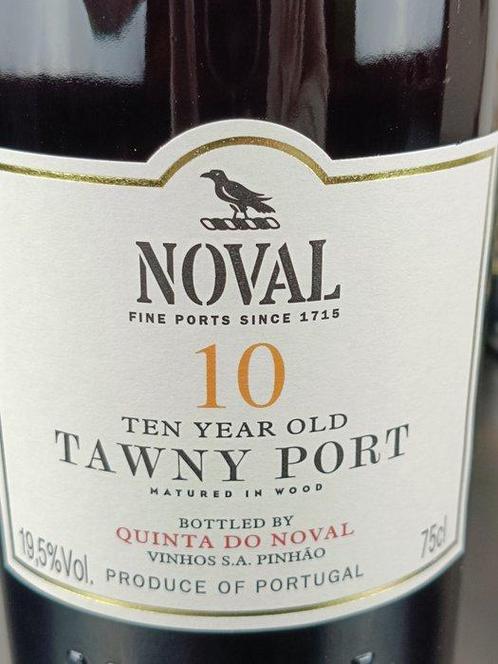 NOVAL
FINE PORTS SINCE 1715
10
TEN YEAR OLD
TAWNY PORT
MATURED IN WOOD
BOTTLED BY
QUINTA DO NOVAL
VINHOS S.A. PINHÃO
19,5%Vol.
75cl
PRODUCE OF PORTUGAL